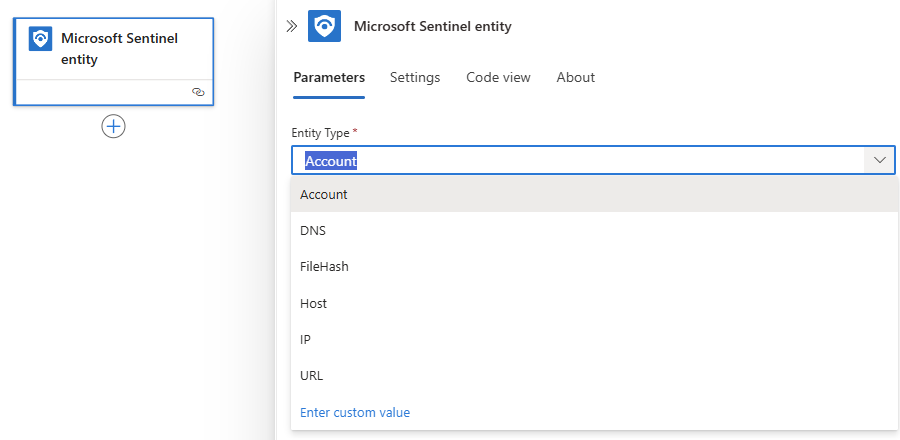 Microsoft Sentinel
entity
Microsoft Sentinel entity
Parameters Settings Code view About
Entity Type *
Account
Account
DNS
FileHash
Host
IP
URL
Enter custom value